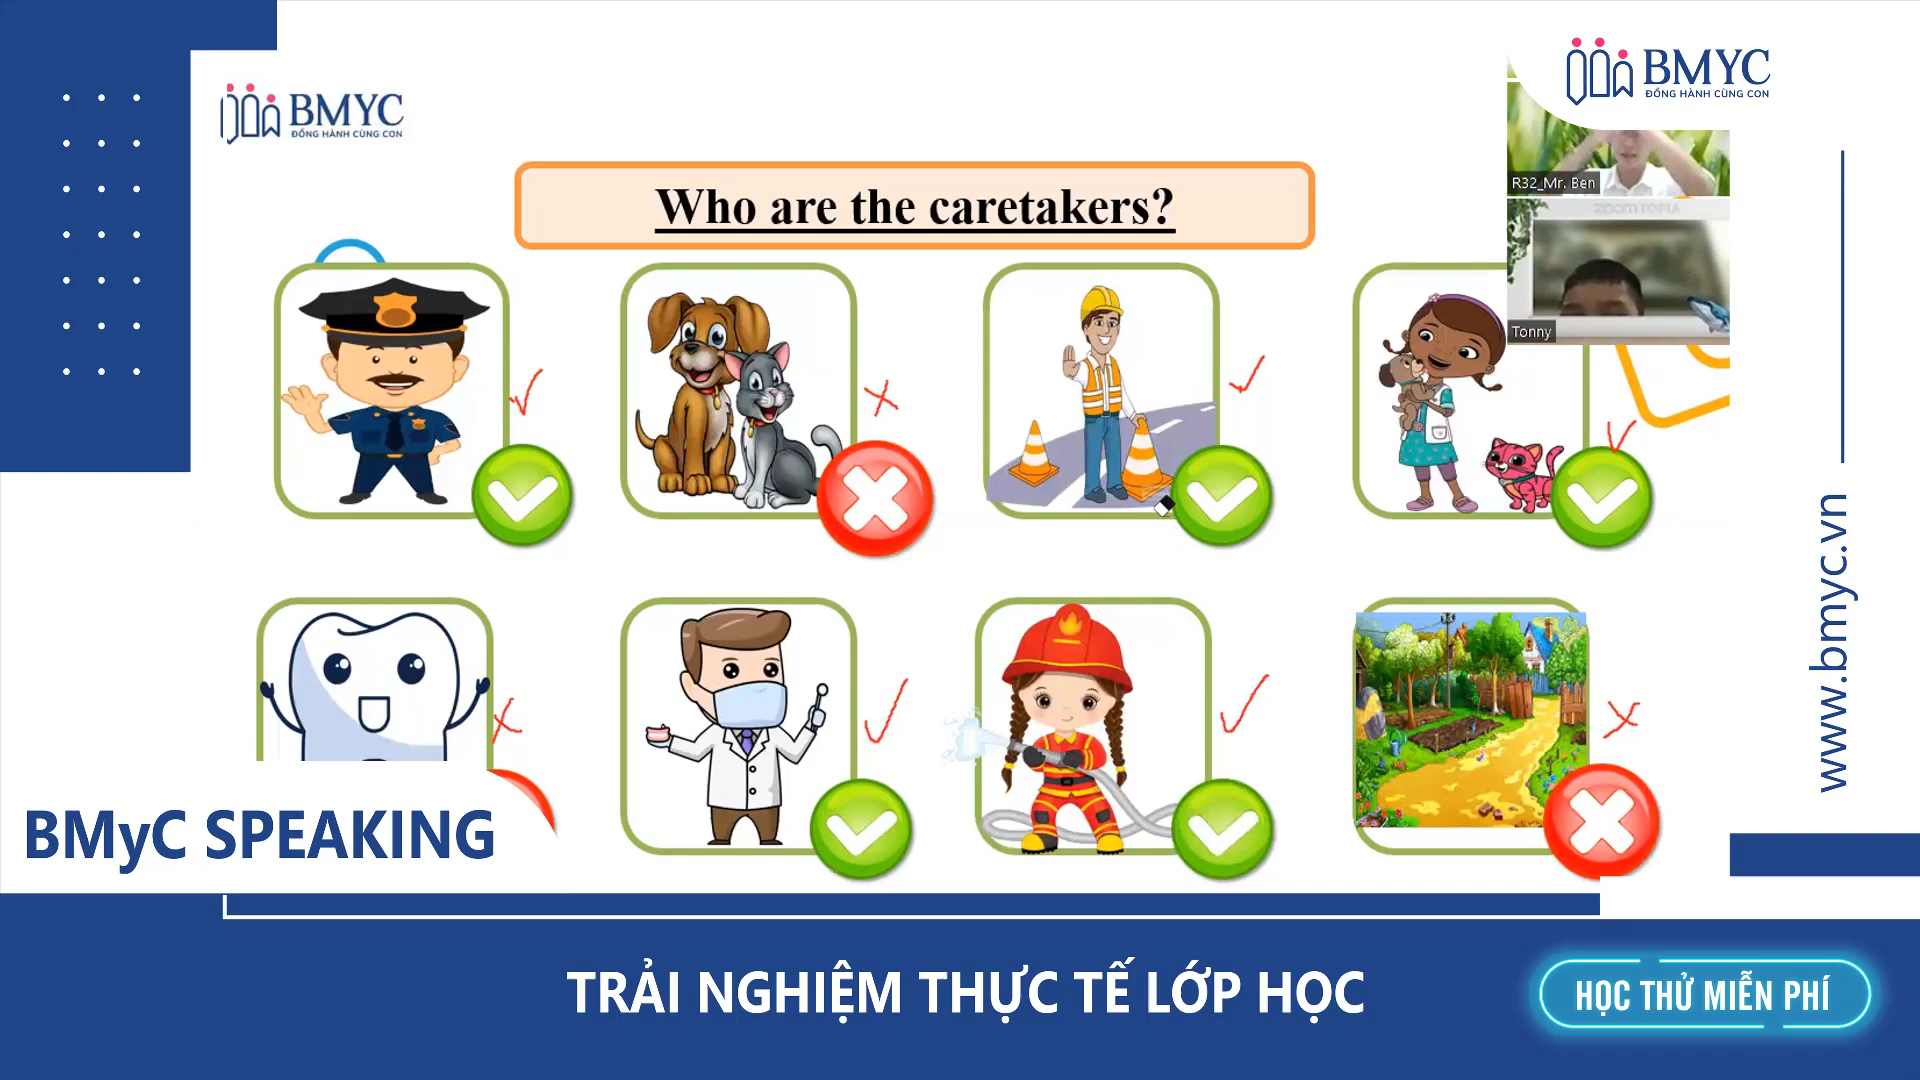 BMYC
ĐỒNG HÀNH CÙNG CON
BMYC
ĐỒNG HÀNH CÙNG CON
Who are the caretakers?
R32_Mr. Ben
ZOOMTOPIA
Tonny
www.bmyc.vn
BMyC SPEAKING
TRẢI NGHIỆM THỰC TẾ LỚP HỌC
HỌC THỬ MIỄN PHÍ